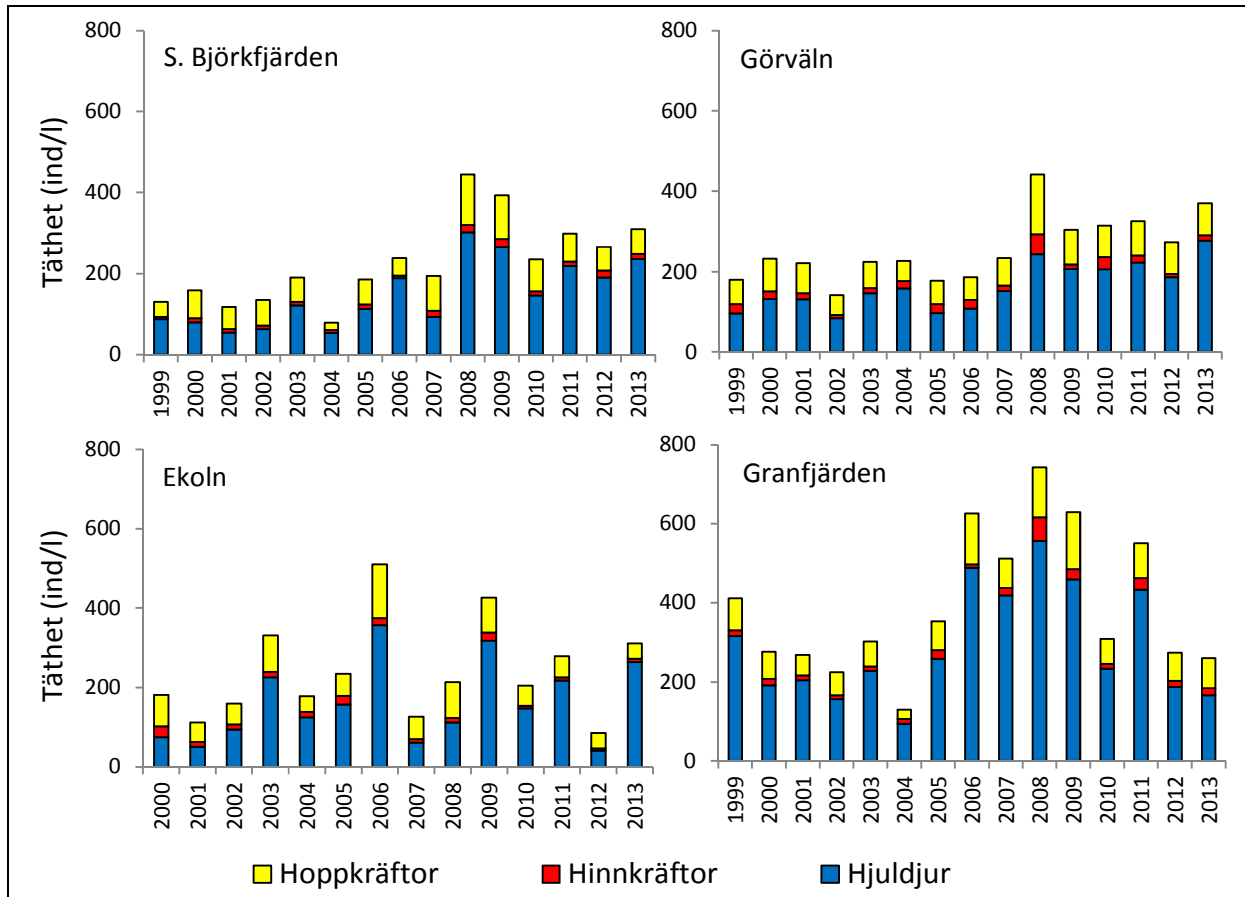 S. Björkfjärden
Täthet (ind/l)
800
600
400
200
0
1999 2000 2001 2002 2003 2004 2005 2006 2007 2008 2009 2010 2011 2012 2013
Görväln
800
600
400
200
0
1999 2000 2001 2002 2003 2004 2005 2006 2007 2008 2009 2010 2011 2012 2013
Ekoln
Täthet (ind/l)
800
600
400
200
0
2000 2001 2002 2003 2004 2005 2006 2007 2008 2009 2010 2011 2012 2013
Granfjärden
800
600
400
200
0
1999 2000 2001 2002 2003 2004 2005 2006 2007 2008 2009 2010 2011 2012 2013
Hoppkräftor Hinnkräftor Hjuldjur